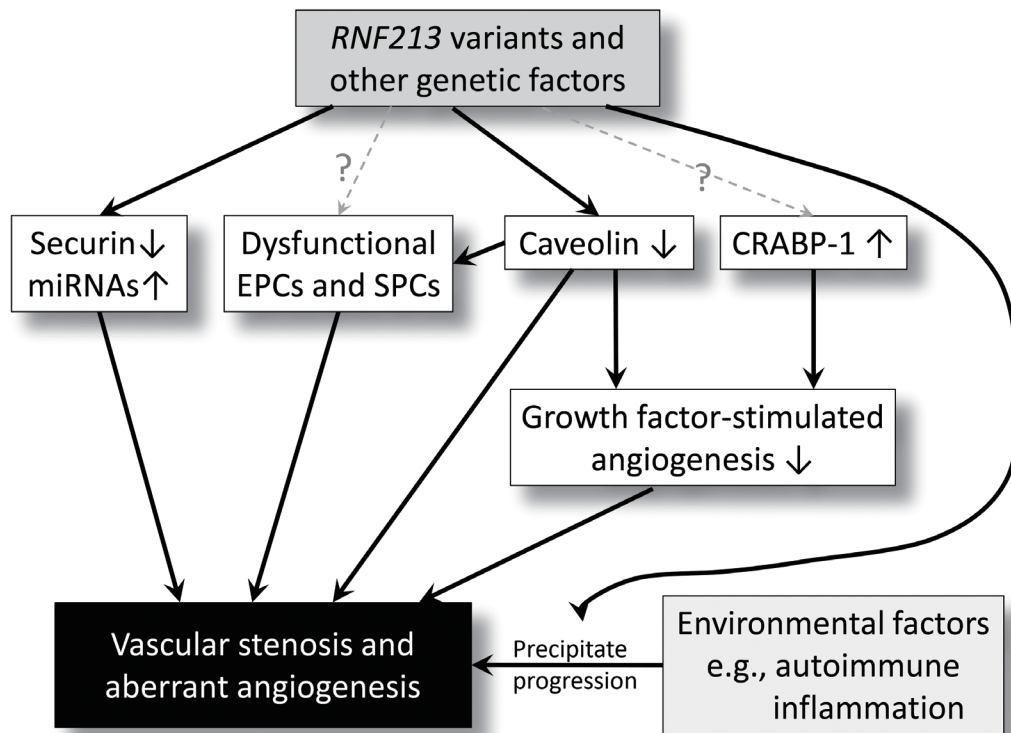 RNF213 variants and
other genetic factors
?
?
Securin↓
miRNAs↑
Dysfunctional
EPCs and SPCs
Caveolin ↓
CRABP-1 ↑
Growth factor-stimulated
angiogenesis ↓
Vascular stenosis and
aberrant angiogenesis
Precipitate
progression
Environmental factors
e.g., autoimmune
inflammation